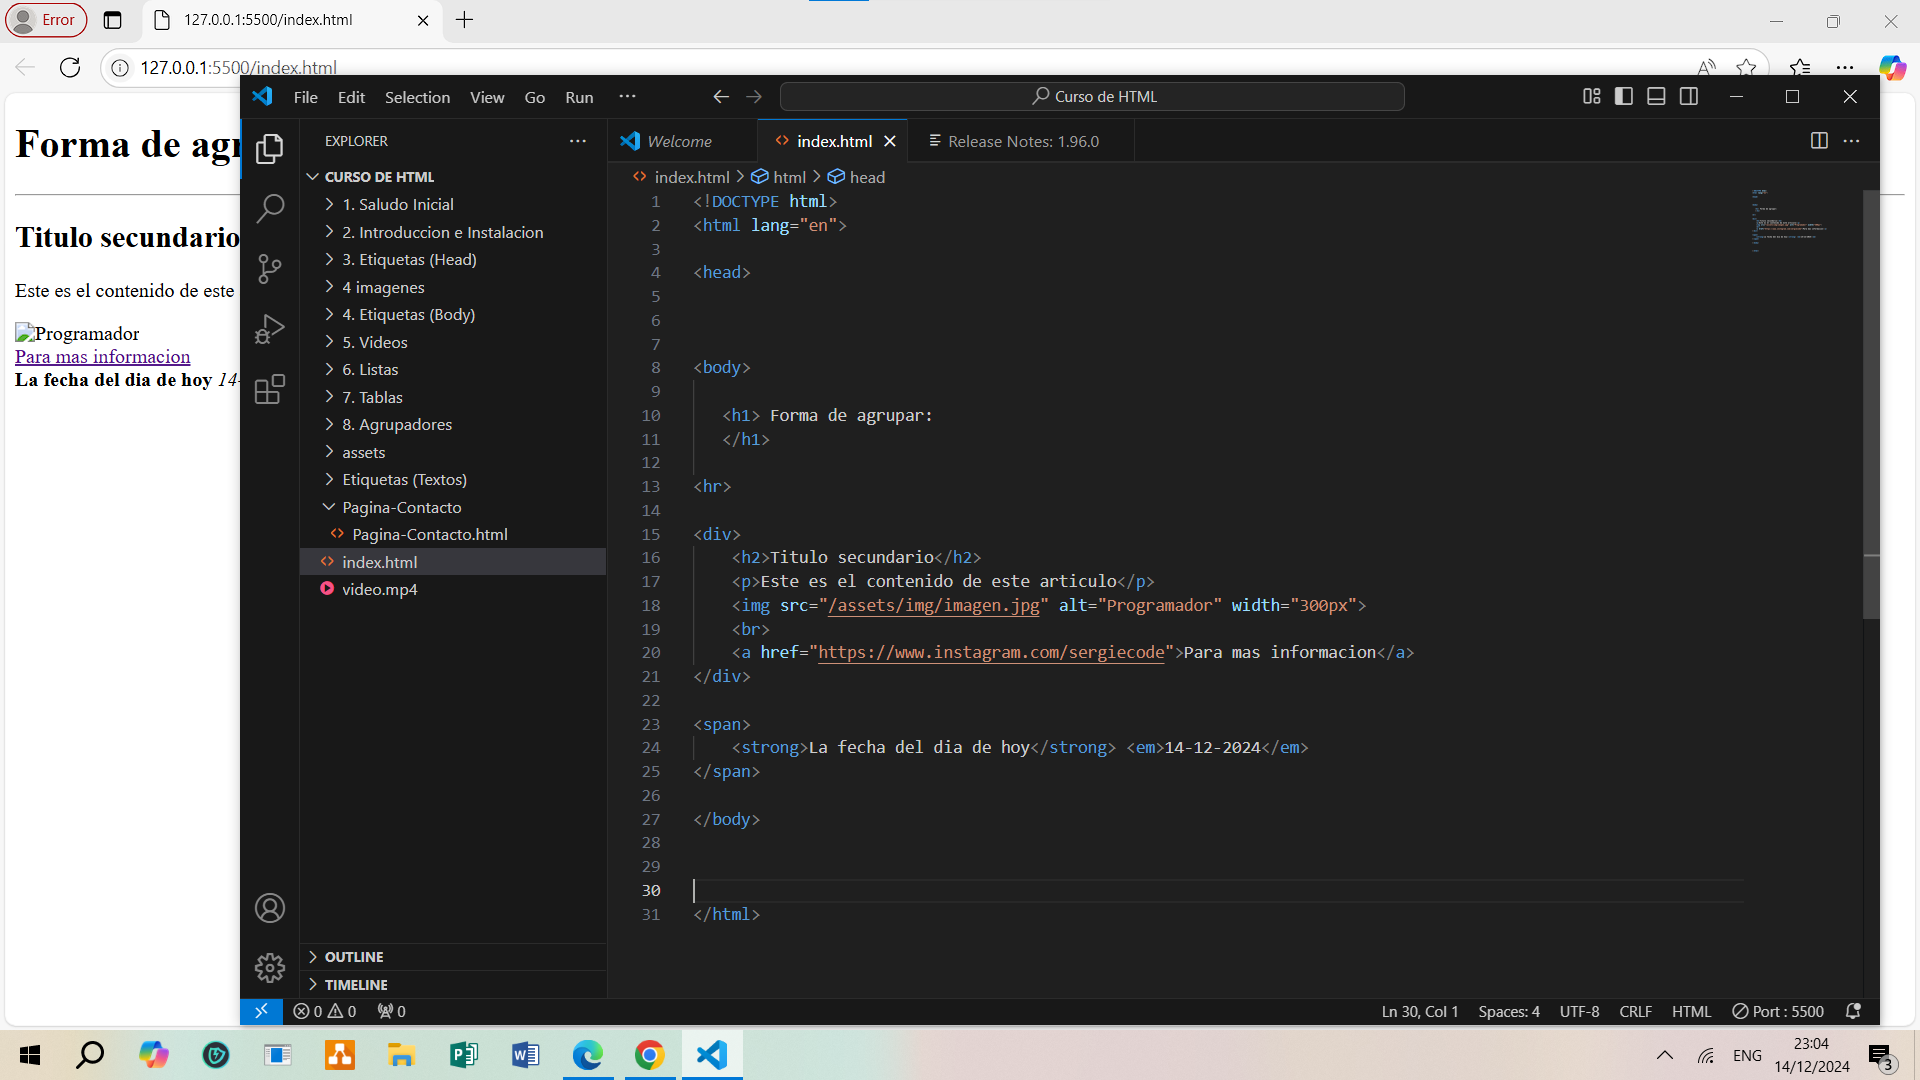 Error
127.0.0.1:5500/index.html
127.0.0.1:5500/index.html
Forma de agr
Titulo secundario
Este es el contenido de este
Programador
Para mas informacion
La fecha del dia de hoy 14-
File Edit Selection View Go Run
Curso de HTML
EXPLORER
CURSO DE HTML
1. Saludo Inicial
2. Introduccion e Instalacion
3. Etiquetas (Head)
4 imagenes
4. Etiquetas (Body)
5. Videos
6. Listas
7. Tablas
8. Agrupadores
assets
Etiquetas (Textos)
Pagina-Contacto
Pagina-Contacto.html
index.html
video.mp4
OUTLINE
TIMELINE
Welcome index.html Release Notes: 1.96.0
index.html > html > head
1 <!DOCTYPE html>
2 <html lang="en">
3
4 <head>
5
6
7
8 <body>
9
10 <h1> Forma de agrupar:
11 </h1>
12
13 <hr>
14
15 <div>
16 <h2>Titulo secundario</h2>
17 <p>Este es el contenido de este articulo</p>
18 <img src="/assets/img/imagen.jpg" alt="Programador" width="300px">
19 <br>
20 <a href="https://www.instagram.com/sergiecode">Para mas informacion</a>
21 </div>
22
23 <span>
24 <strong>La fecha del dia de hoy</strong> <em>14-12-2024</em>
25 </span>
26
27 </body>
28
29
30
31 </html>
0 0 0
Ln 30, Col 1 Spaces: 4 UTF-8 CRLF HTML Port : 5500
ENG
23:04
14/12/2024
3